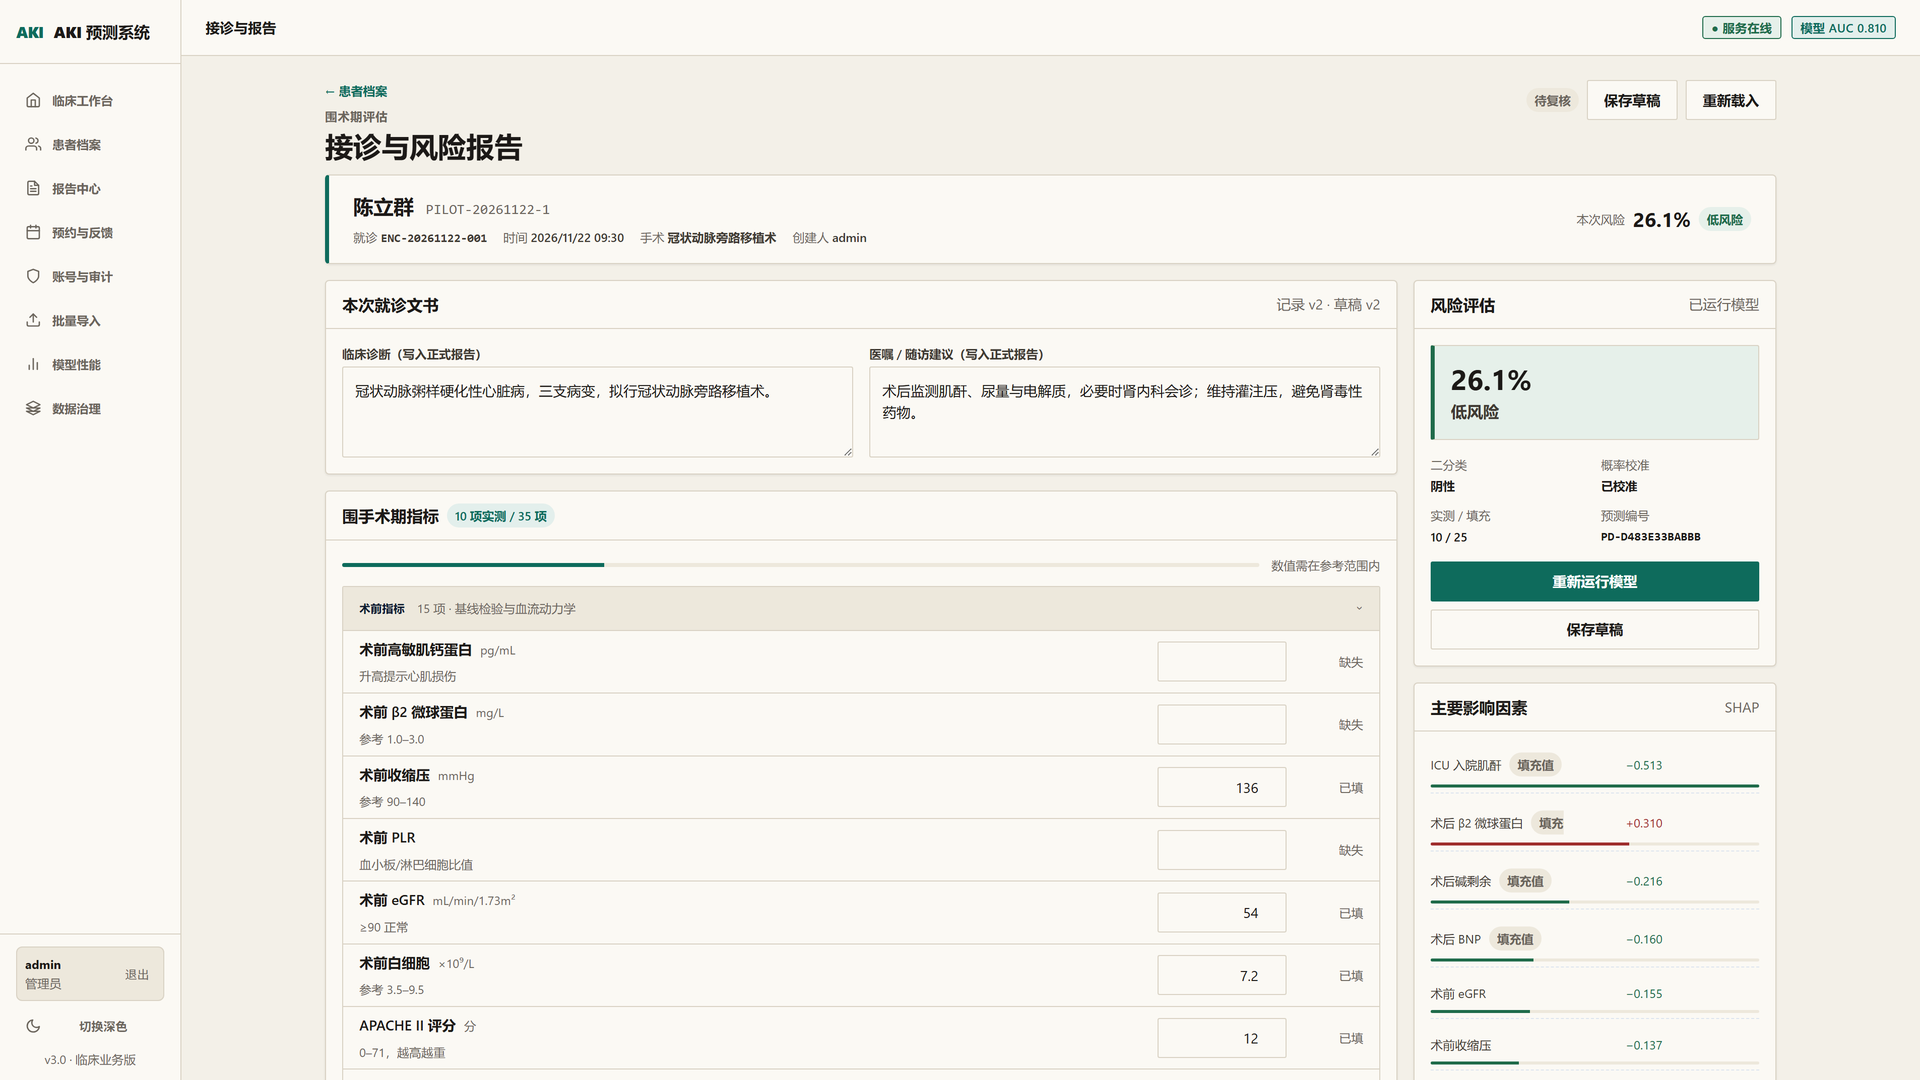 AKI AKI 预测系统
临床工作台
患者档案
报告中心
预约与反馈
账号与审计
批量导入
模型性能
数据治理
admin
管理员
退出
切换深色
v3.0 · 临床业务版
接诊与报告
● 服务在线
模型 AUC 0.810
← 患者档案
围术期评估
接诊与风险报告
待复核
保存草稿
重新载入
陈立群 PILOT-20261122-1
就诊 ENC-20261122-001 时间 2026/11/22 09:30 手术 冠状动脉旁路移植术 创建人 admin
本次风险 26.1% 低风险
本次就诊文书
记录 v2 · 草稿 v2
临床诊断（写入正式报告）
冠状动脉粥样硬化性心脏病，三支病变，拟行冠状动脉旁路移植术。
医嘱 / 随访建议（写入正式报告）
术后监测肌酐、尿量与电解质，必要时肾内科会诊；维持灌注压，避免肾毒性
药物。
围手术期指标 10 项实测 / 35 项
数值需在参考范围内
术前指标 15 项 · 基线检验与血流动力学
术前高敏肌钙蛋白 pg/mL
升高提示心肌损伤
缺失
术前 β2 微球蛋白 mg/L
参考 1.0–3.0
缺失
术前收缩压 mmHg
参考 90–140
136
已填
术前 PLR
血小板/淋巴细胞比值
缺失
术前 eGFR mL/min/1.73m²
≥90 正常
54
已填
术前白细胞 ×10⁹/L
参考 3.5–9.5
7.2
已填
APACHE II 评分 分
0–71，越高越重
12
已填
风险评估
已运行模型
26.1%
低风险
二分类
阴性
概率校准
已校准
实测 / 填充
10 / 25
预测编号
PD-D483E33BABBB
重新运行模型
保存草稿
主要影响因素
SHAP
ICU 入院肌酐 填充值 −0.513
术后 β2 微球蛋白 填充 +0.310
术后碱剩余 填充值 −0.216
术后 BNP 填充值 −0.160
术前 eGFR −0.155
术前收缩压 −0.137